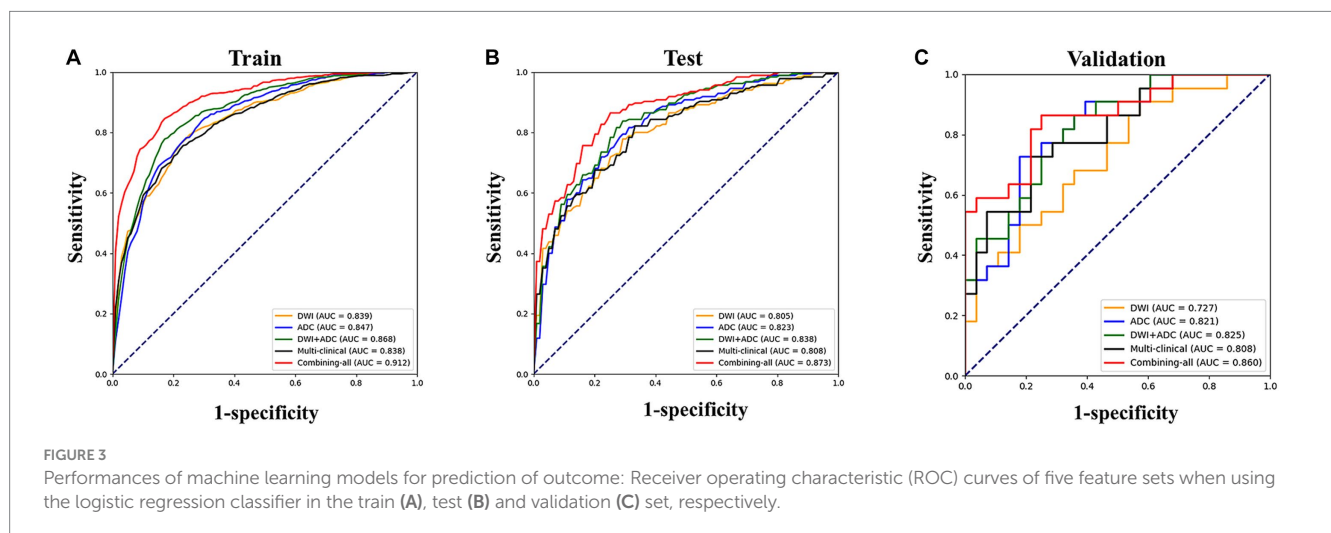 A
Train
1.0
0.8
0.6
0.4
0.2
0.0
Sensitivity
DWI (AUC = 0.839)
ADC (AUC = 0.847)
DWI+ADC (AUC = 0.868)
Multi-clinical (AUC = 0.838)
Combining-all (AUC = 0.912)
0.0 0.2 0.4 0.6 0.8 1.0
1-specificity
B
Test
1.0
0.8
0.6
0.4
0.2
0.0
Sensitivity
DWI (AUC = 0.805)
ADC (AUC = 0.823)
DWI+ADC (AUC = 0.838)
Multi-clinical (AUC = 0.808)
Combining-all (AUC = 0.873)
0.0 0.2 0.4 0.6 0.8 1.0
1-specificity
C
Validation
1.0
0.8
0.6
0.4
0.2
0.0
Sensitivity
DWI (AUC = 0.727)
ADC (AUC = 0.821)
DWI+ADC (AUC = 0.825)
Multi-clinical (AUC = 0.808)
Combining-all (AUC = 0.860)
0.0 0.2 0.4 0.6 0.8 1.0
1-specificity
FIGURE 3
Performances of machine learning models for prediction of outcome: Receiver operating characteristic (ROC) curves of five feature sets when using
the logistic regression classifier in the train (A), test (B) and validation (C) set, respectively.